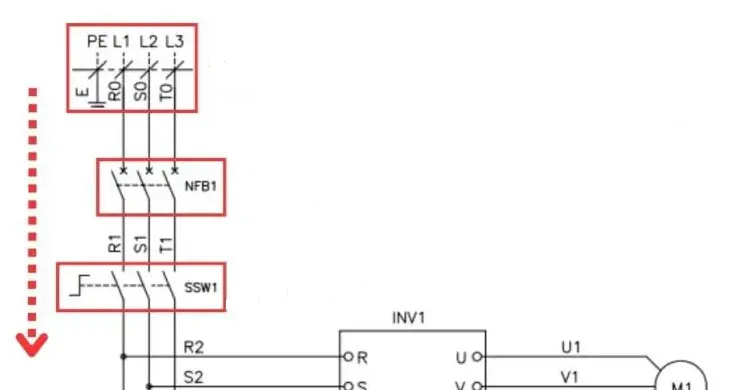 PE L1 L2 L3
E R0 S0 T0
NFB1
R1 S1 T1
SSW1
INV1
R2 R U U1
S2 S V V1
M1